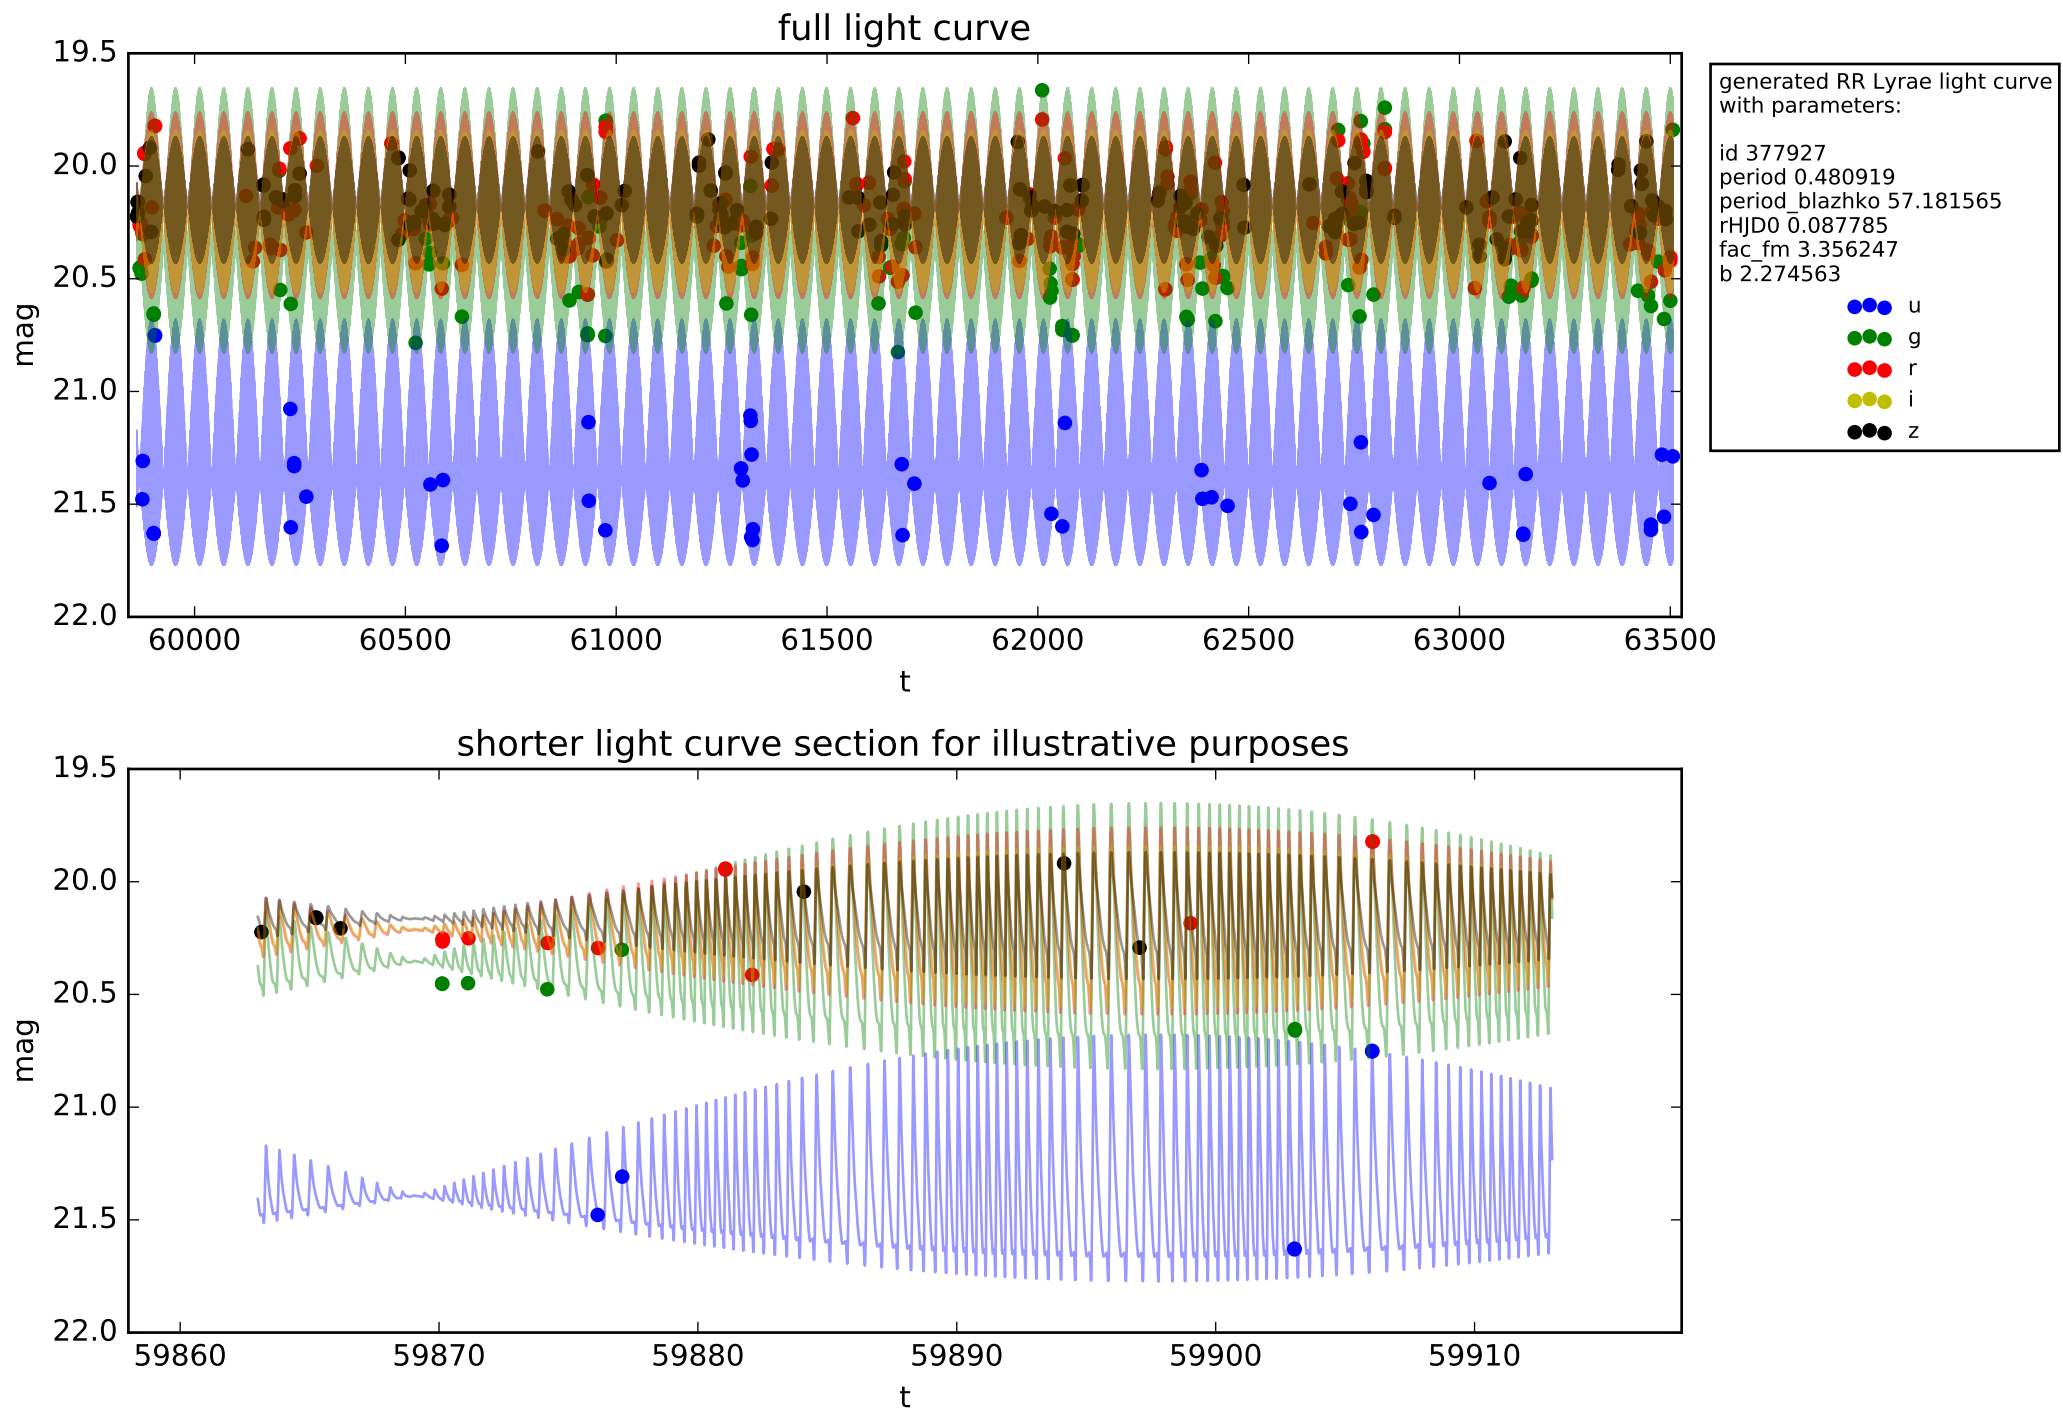 full light curve
19.5
20.0
20.5
21.0
21.5
22.0
mag
60000 60500 61000 61500 62000 62500 63000 63500
t
generated RR Lyrae light curve
with parameters:
id 377927
period 0.480919
period_blazhko 57.181565
rHJD0 0.087785
fac_fm 3.356247
b 2.274563
u
g
r
i
z
shorter light curve section for illustrative purposes
19.5
20.0
20.5
21.0
21.5
22.0
mag
59860 59870 59880 59890 59900 59910
t